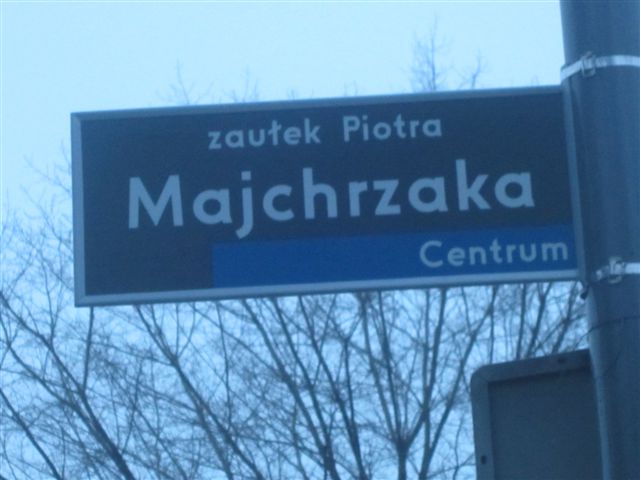 zaułek Piotra
Majchrzaka
Centrum